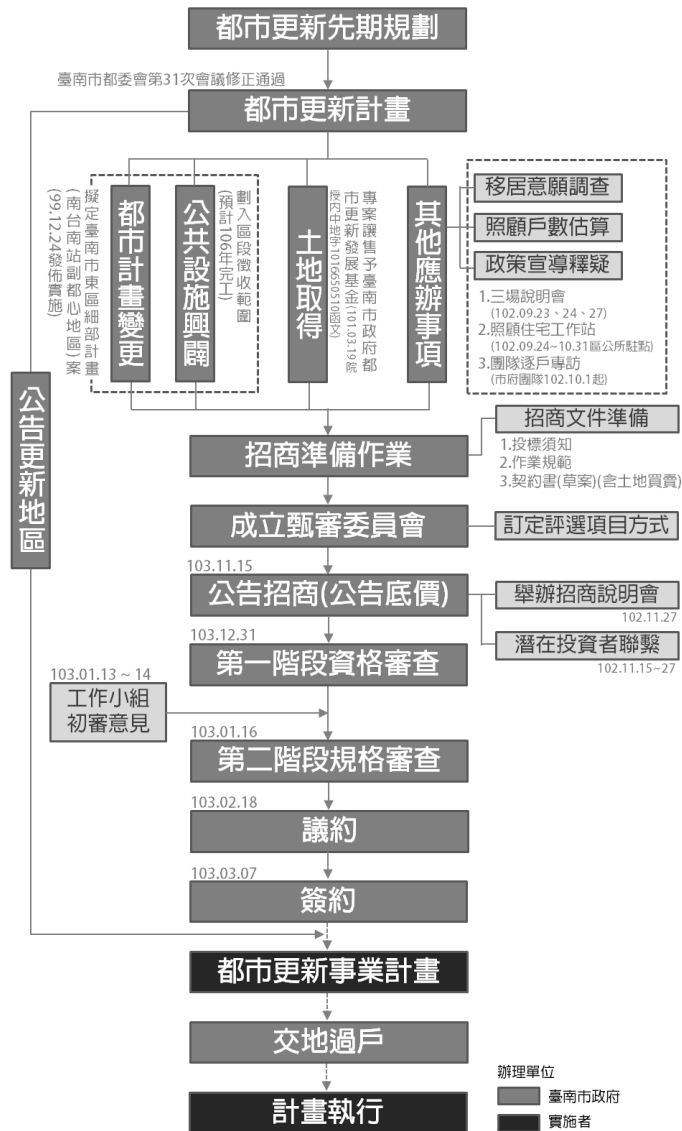 都市更新先期規劃
臺南市都委會第31次會議修正通過
都市更新計畫
擬定臺南市東區細部計畫
(南台南站副都心地區)案
(99.12.24發佈實施)
都市計畫變更
公共設施興闢
劃入區段徵收範圍
(預計106年完工)
土地取得
專案讓售予臺南市政府都
市更新發展基金(101.03.19院
授內中地字1016650510函文)
其他應辦事項
移居意願調查
照顧戶數估算
政策宣導釋疑
1.三場說明會
(102.09.23、24、27)
2.照顧住宅工作站
(102.09.24~10.31區公所駐點)
3.團隊逐戶專訪
(市府團隊102.10.1起)
公告更新地區
招商準備作業
招商文件準備
1.投標須知
2.作業規範
3.契約書(草案)(含土地買賣)
成立甄審委員會
訂定評選項目方式
103.11.15
公告招商(公告底價)
舉辦招商說明會
102.11.27
潛在投資者聯繫
102.11.15~27
103.12.31
第一階段資格審查
103.01.13 ~ 14
工作小組
初審意見
103.01.16
第二階段規格審查
103.02.18
議約
103.03.07
簽約
都市更新事業計畫
交地過戶
計畫執行
辦理單位
臺南市政府
實施者